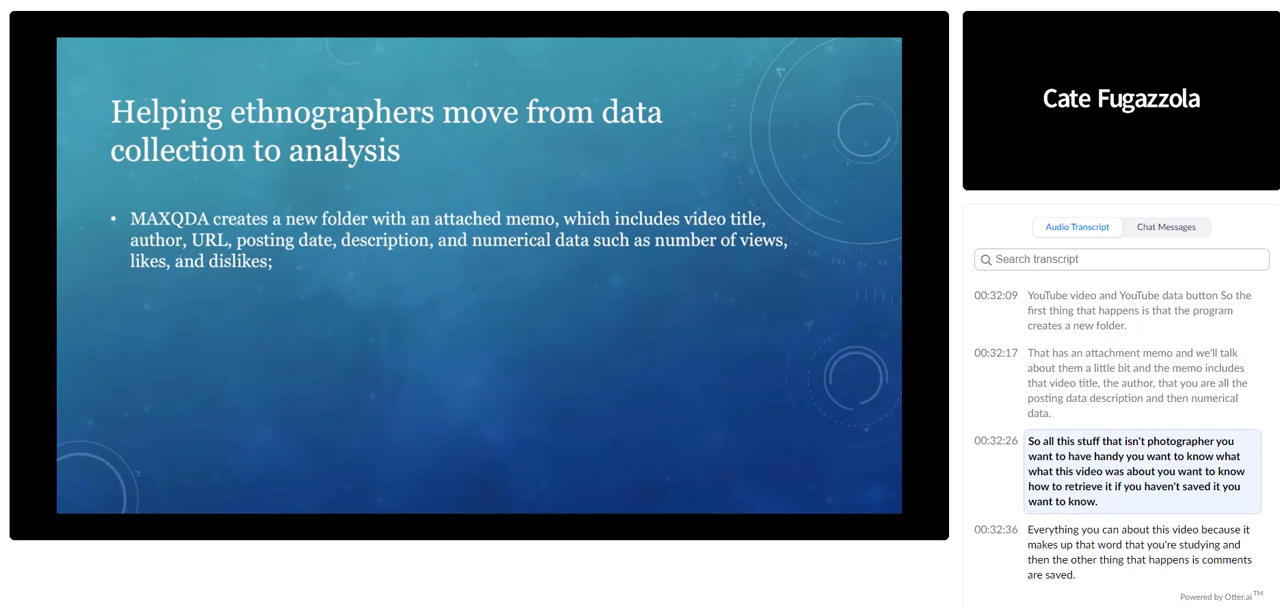 Helping ethnographers move from data
collection to analysis
• MAXQDA creates a new folder with an attached memo, which includes video title,
author, URL, posting date, description, and numerical data such as number of views,
likes, and dislikes;
Cate Fugazzola
Audio Transcript
Chat Messages
Search transcript
00:32:09
YouTube video and YouTube data button So the
first thing that happens is that the program
creates a new folder.
00:32:17
That has an attachment memo and we'll talk
about them a little bit and the memo includes
that video title, the author, that you are all the
posting data description and then numerical
data.
00:32:26
So all this stuff that isn't photographer you
want to have handy you want to know what
what this video was about you want to know
how to retrieve it if you haven't saved it you
want to know.
00:32:36
Everything you can about this video because it
makes up that word that you're studying and
then the other thing that happens is comments
are saved.
Powered by Otter.ai TM